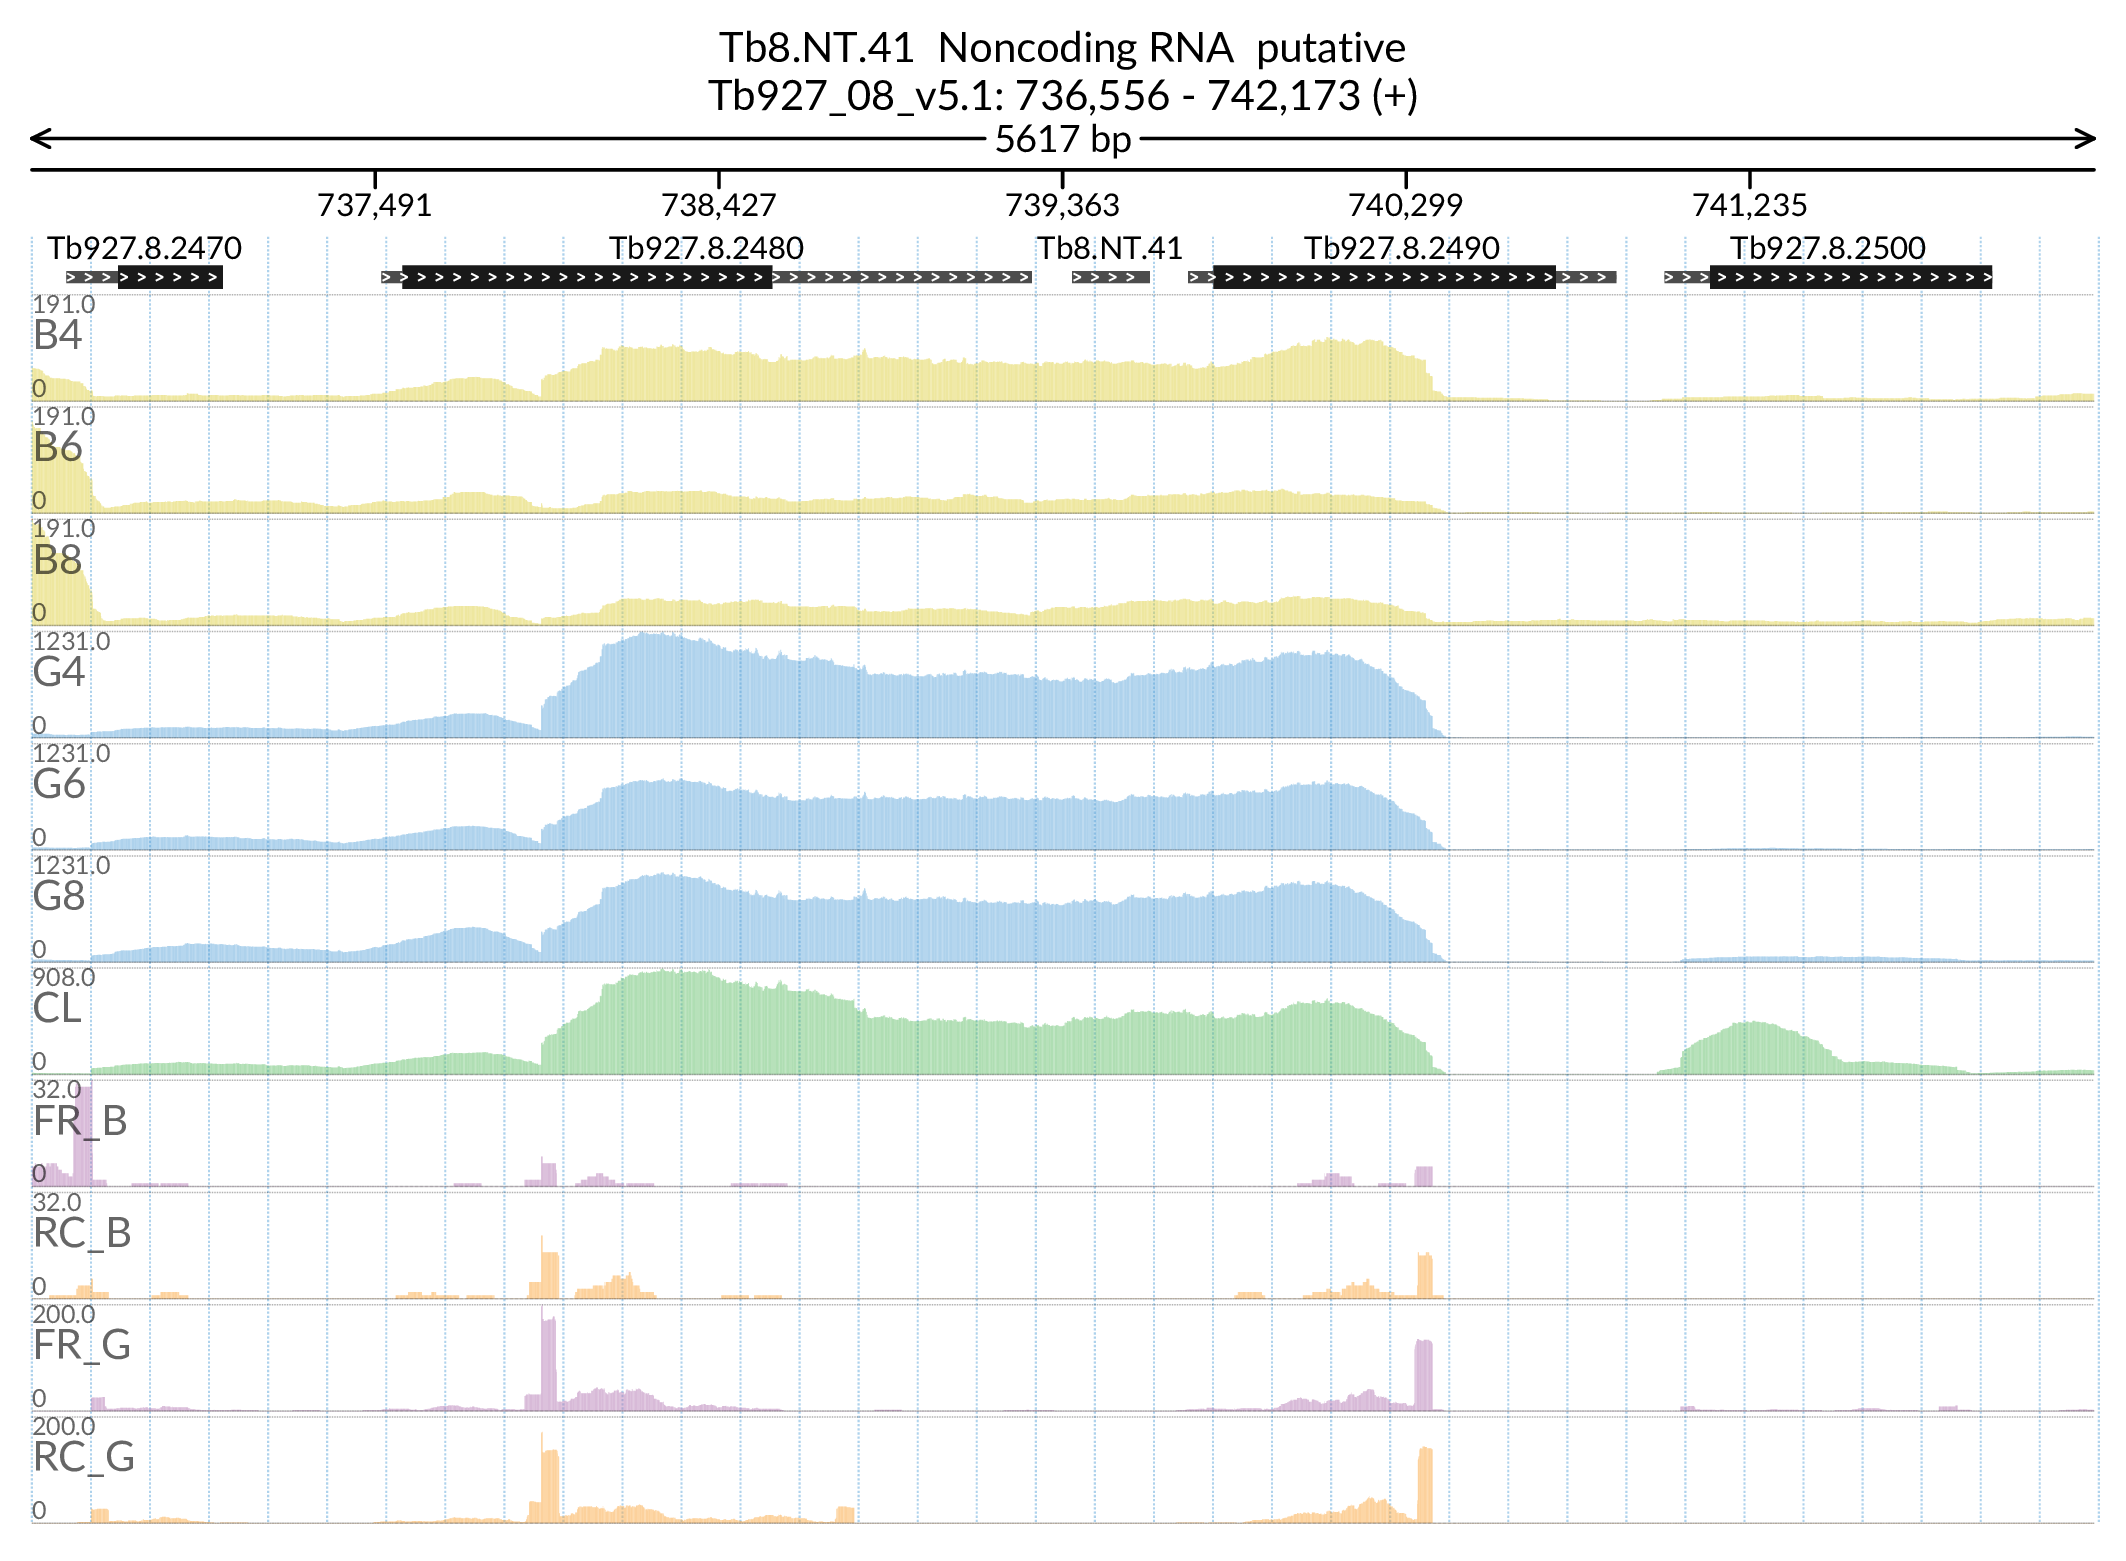 Tb8.NT.41 Noncoding RNA putative
Tb927_08_v5.1: 736,556 - 742,173 (+)
5617 bp
737,491 738,427 739,363 740,299 741,235
Tb927.8.2470 Tb927.8.2480 Tb8.NT.41 Tb927.8.2490 Tb927.8.2500
191.0
B4
0
191.0
B6
0
191.0
B8
0
1231.0
G4
0
1231.0
G6
0
1231.0
G8
0
908.0
CL
0
32.0
FR_B
0
32.0
RC_B
0
200.0
FR_G
0
200.0
RC_G
0